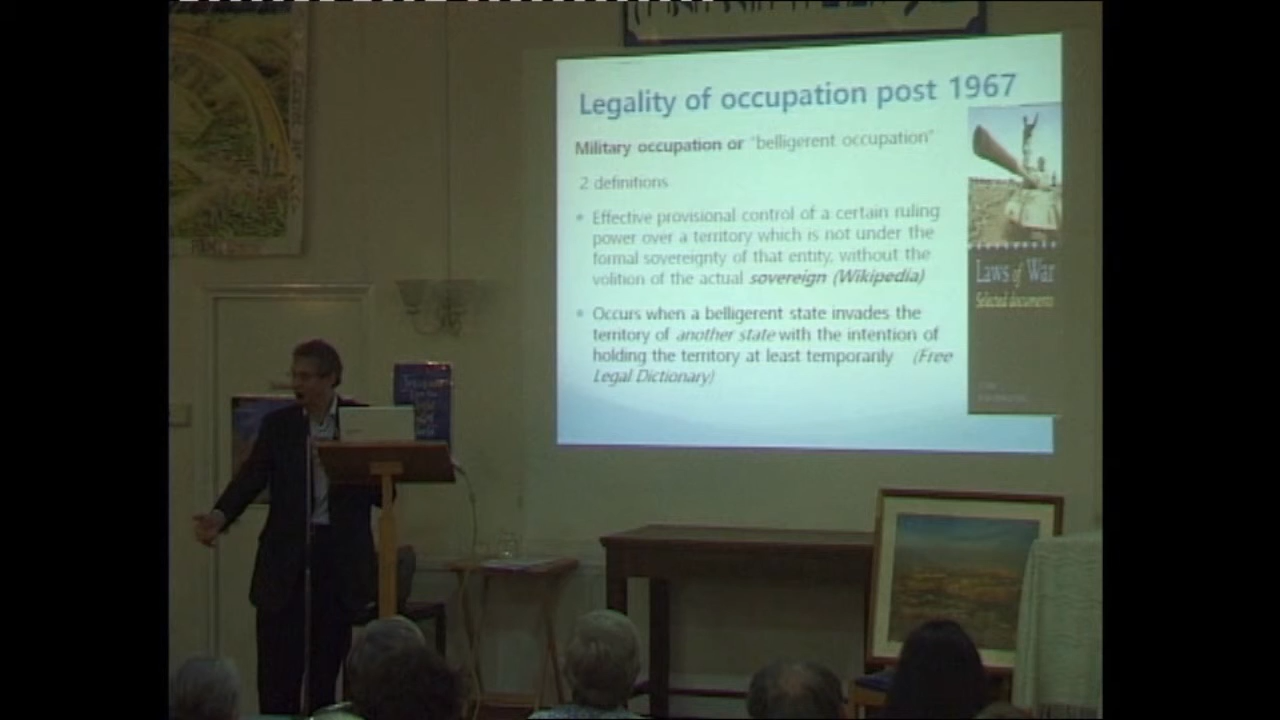 Legality of occupation post 1967
Military occupation or "belligerent occupation"
2 definitions
• Effective provisional control of a certain ruling
power over a territory which is not under the
formal sovereignty of that entity, without the
volition of the actual sovereign (Wikipedia)
• Occurs when a belligerent state invades the
territory of another state with the intention of
holding the territory at least temporarily (Free
Legal Dictionary)
Laws of War
Selected documents